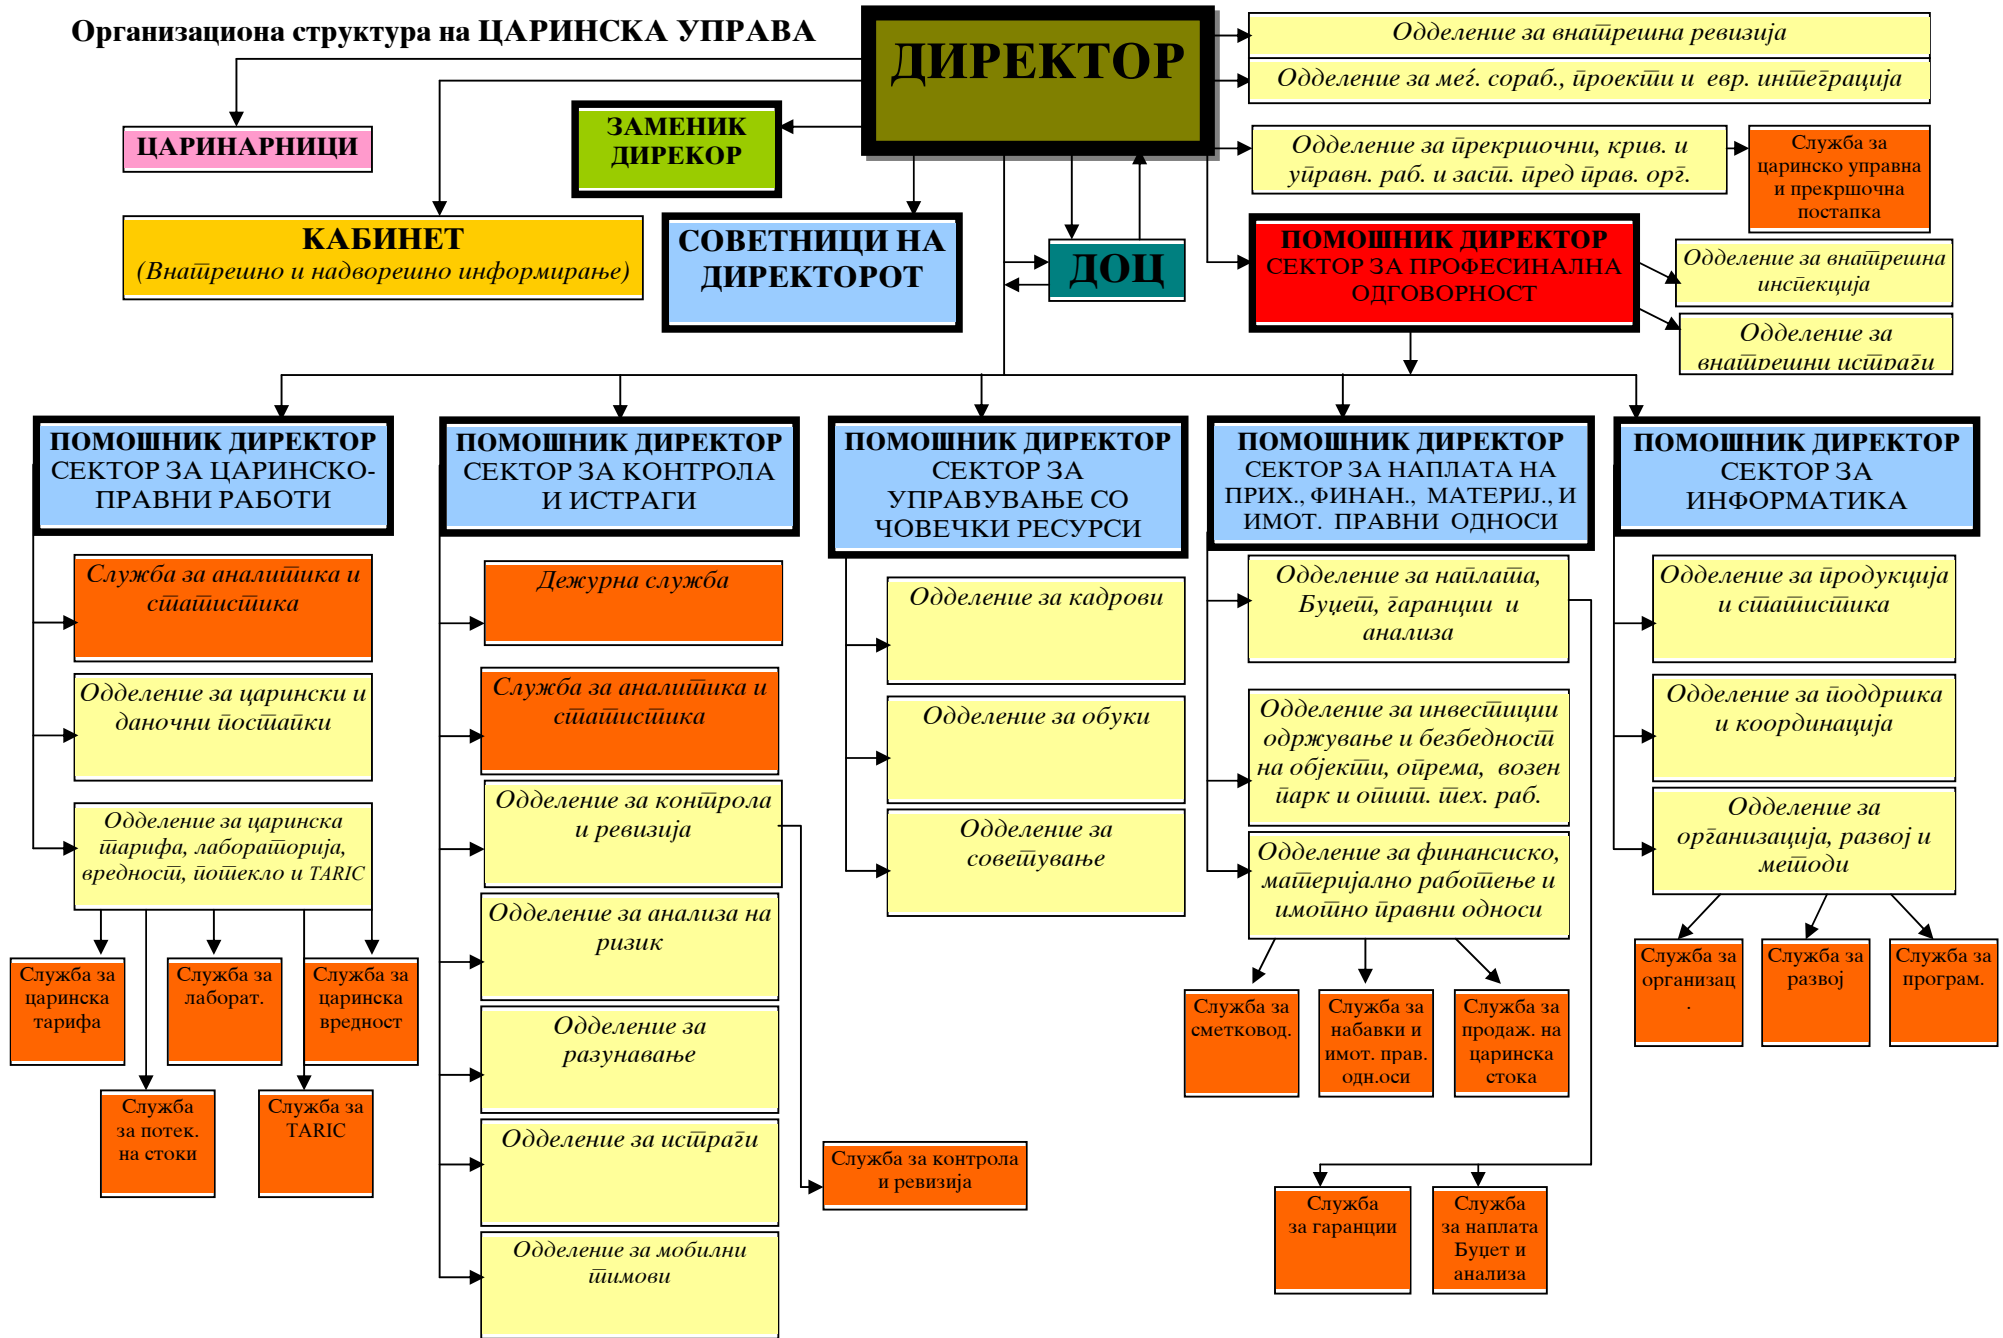 Организациона структура на ЦАРИНСКА УПРАВА
ДИРЕКТОР
Одделение за внатрешна ревизија
Одделение за меѓ. сораб., проекти и евр. интеграција
ЦАРИНАРНИЦИ
ЗАМЕНИК
ДИРЕКОР
Одделение за прекршочни, крив. и
управн. раб. и заст. пред прав. орг.
Служба за
царинско управна
и прекршочна
постапка
КАБИНЕТ
(Внатрешно и надворешно информирање)
СОВЕТНИЦИ НА
ДИРЕКТОРОТ
ДОЦ
ПОМОШНИК ДИРЕКТОР
СЕКТОР ЗА ПРОФЕСИНАЛНА
ОДГОВОРНОСТ
Одделение за внатрешна
инспекција
Одделение за
внатрешни истраги
ПОМОШНИК ДИРЕКТОР
СЕКТОР ЗА ЦАРИНСКО-
ПРАВНИ РАБОТИ
ПОМОШНИК ДИРЕКТОР
СЕКТОР ЗА КОНТРОЛА
И ИСТРАГИ
ПОМОШНИК ДИРЕКТОР
СЕКТОР ЗА
УПРАВУВАЊЕ СО
ЧОВЕЧКИ РЕСУРСИ
ПОМОШНИК ДИРЕКТОР
СЕКТОР ЗА НАПЛАТА НА
ПРИХ., ФИНАН., МАТЕРИЈ., И
ИМОТ. ПРАВНИ ОДНОСИ
ПОМОШНИК ДИРЕКТОР
СЕКТОР ЗА
ИНФОРМАТИКА
Служба за аналитика и
статистика
Одделение за царински и
даночни постапки
Одделение за царинска
тарифа, лабораторија,
вредност, потекло и TARIC
Служба за
царинска
тарифа
Служба за
лаборат.
Служба за
царинска
вредност
Служба
за потек.
на стоки
Служба за
TARIC
Дежурна служба
Служба за аналитика и
статистика
Одделение за контрола
и ревизија
Одделение за анализа на
ризик
Одделение за
разунавање
Одделение за истраги
Одделение за мобилни
тимови
Служба за контрола
и ревизија
Одделение за кадрови
Одделение за обуки
Одделение за
советување
Одделение за наплата,
Буџет, гаранции и
анализа
Одделение за инвестиции
одржување и безбедност
на објекти, опрема, возен
парк и општ. тех. раб.
Одделение за финансиско,
материјално работење и
имотно правни односи
Служба за
сметковод.
Служба за
набавки и
имот. прав.
одн.оси
Служба за
продаж. на
царинска
стока
Служба
за гаранции
Служба
за наплата
Буџет и
анализа
Одделение за продукција
и статистика
Одделение за поддршка
и координација
Одделение за
организација, развој и
методи
Служба за
организац
.
Служба за
развој
Служба за
програм.